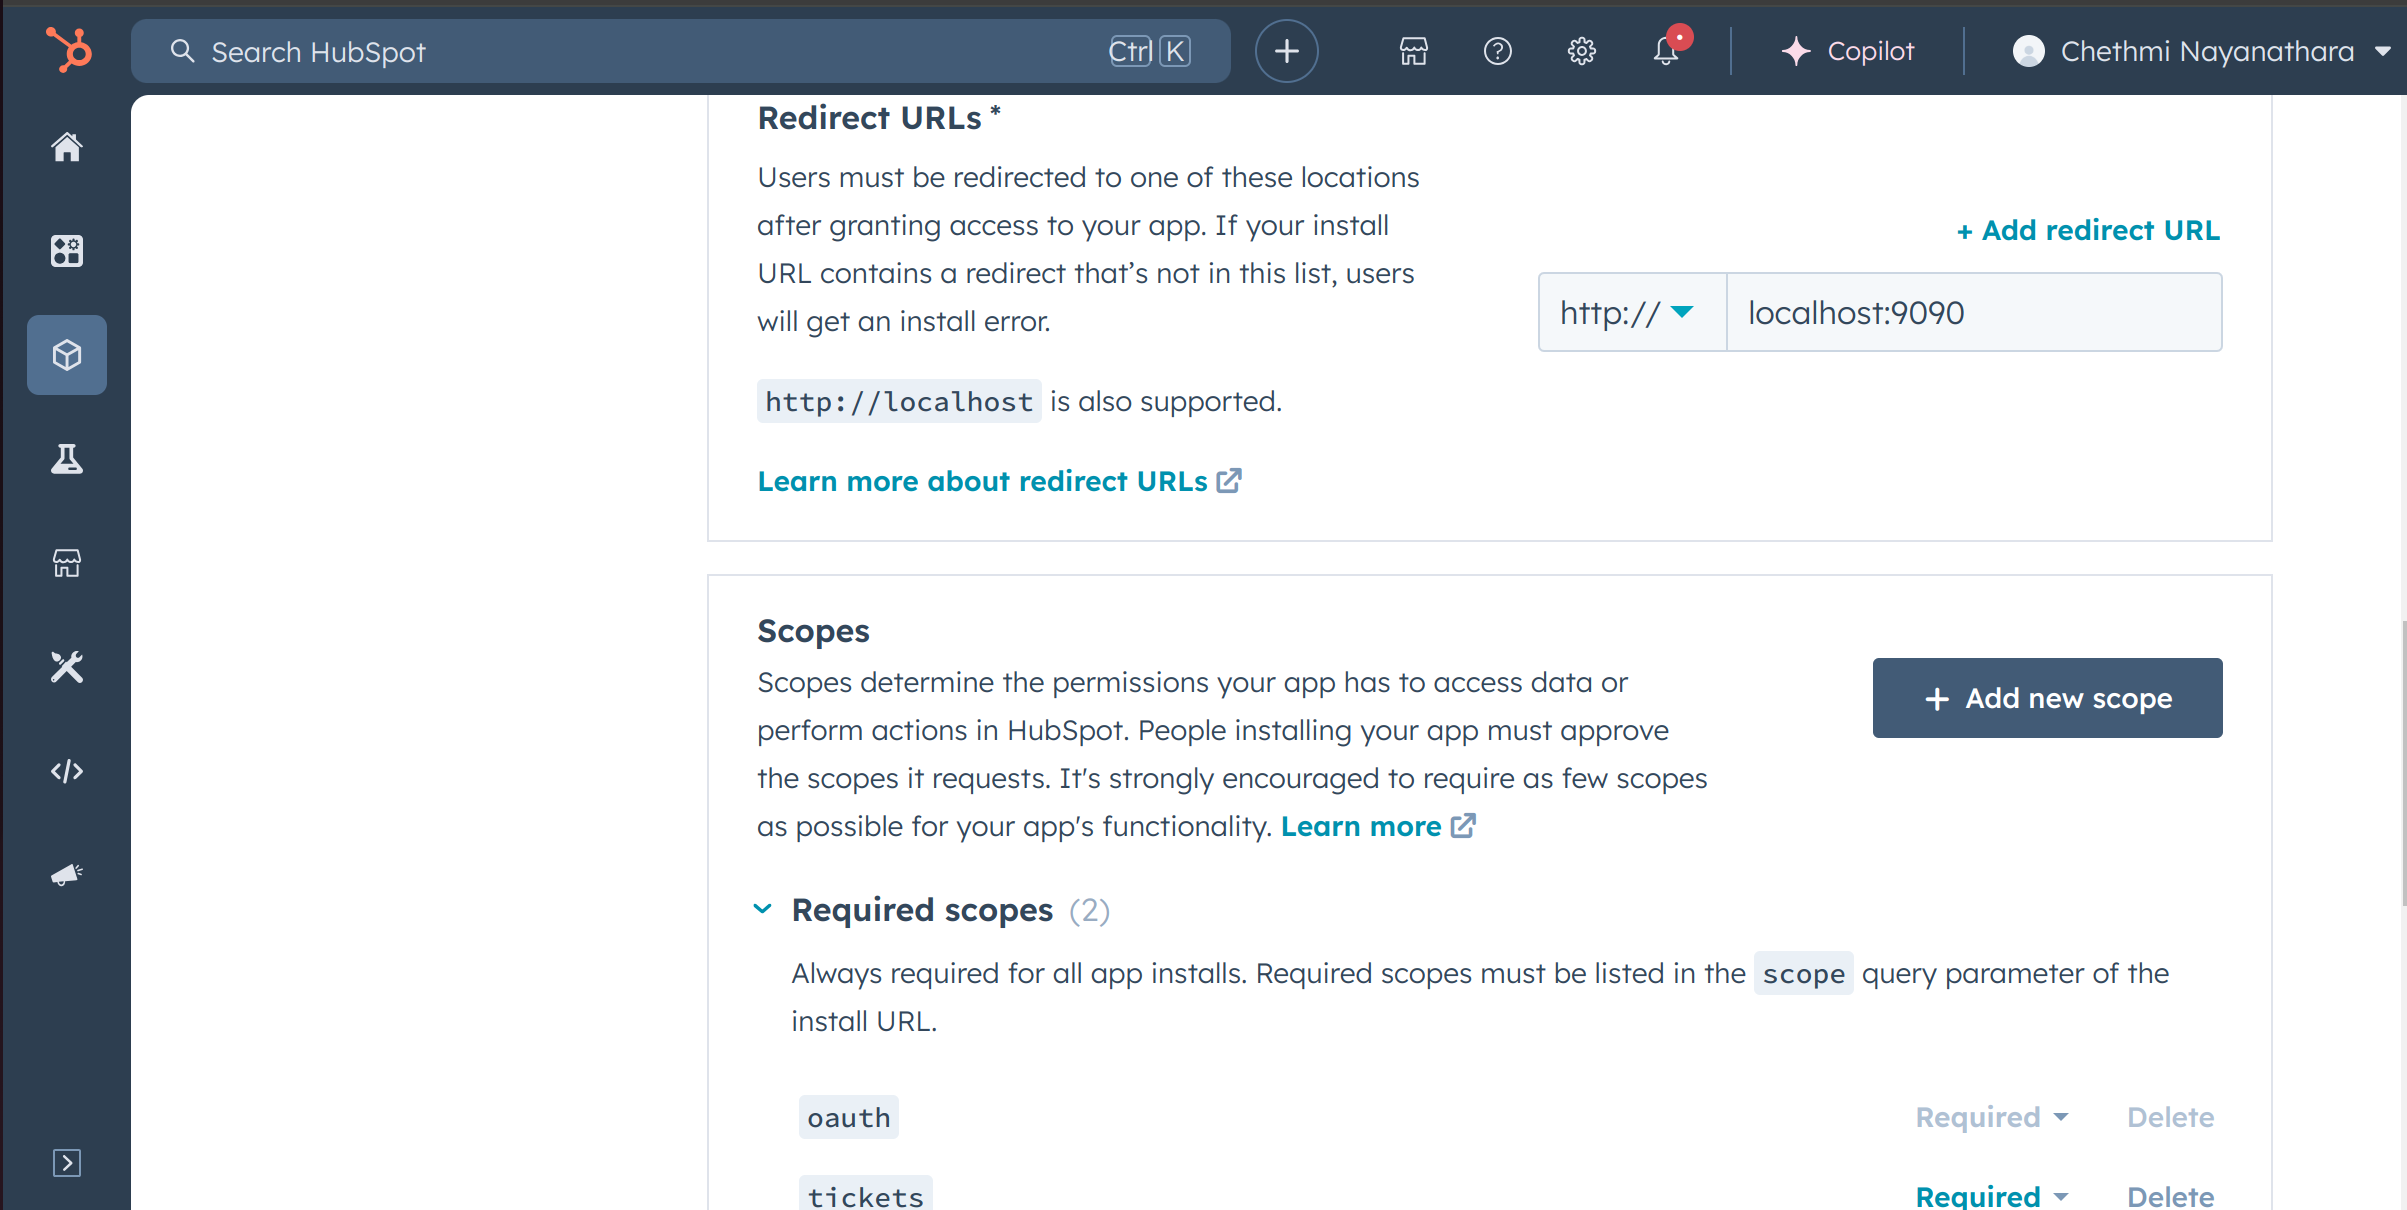 Search HubSpot
Ctrl K
Copilot
Chethmi Nayanathara
Redirect URLs *
Users must be redirected to one of these locations
after granting access to your app. If your install
URL contains a redirect that’s not in this list, users
will get an install error.
http://localhost is also supported.
Learn more about redirect URLs
+ Add redirect URL
http://
localhost:9090
Scopes
Scopes determine the permissions your app has to access data or
perform actions in HubSpot. People installing your app must approve
the scopes it requests. It's strongly encouraged to require as few scopes
as possible for your app's functionality. Learn more
+ Add new scope
Required scopes (2)
Always required for all app installs. Required scopes must be listed in the scope query parameter of the
install URL.
oauth
Required
Delete
tickets
Required
Delete